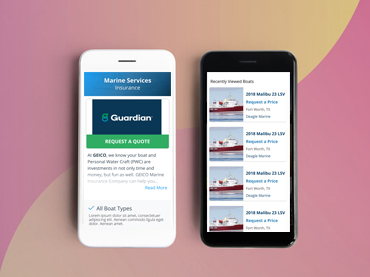 Marine Services
Insurance
Guardian
REQUEST A QUOTE
At GEICO, we know your boat and
Personal Water Craft (PWC) are
investments in not only time and
money, but fun as well. GEICO Marine
Insurance Company can help you...
Read More
All Boat Types
Lorem ipsum dolor sit amet, consectetuer
adipiscing elit. Aenean commodo ligula eget
dolor.
Recently Viewed Boats
2018 Malibu 23 LSV
Request a Price
Fort Worth, TX
Deagle Marine
2018 Malibu 23 LSV
Request a Price
Fort Worth, TX
Deagle Marine
2018 Malibu 23 LSV
Request a Price
Fort Worth, TX
Deagle Marine
2018 Malibu 23 LSV
Request a Price
Fort Worth, TX
Deagle Marine